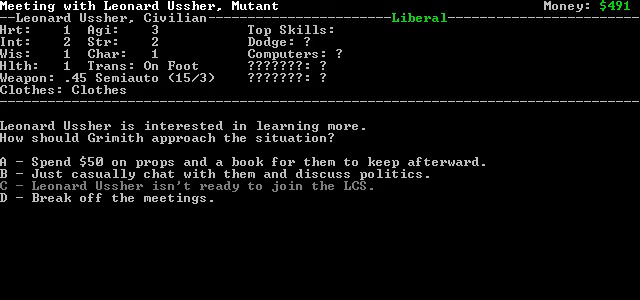 Meeting with Leonard Ussher, Mutant Money: $491
Leonard Ussher, Civilian Liberal
Hrt: 1 Agi: 3 Top Skills:
Int: 2 Str: 2 Dodge: ?
Wis: 1 Char: 1 Computers: ?
Hlth: 1 Trans: On Foot ???????: ?
Weapon: .45 Semiauto (15/3) ???????: ?
Clothes: Clothes
Leonard Ussher is interested in learning more.
How should Grimith approach the situation?
A - Spend $50 on props and a book for them to keep afterward.
B - Just casually chat with them and discuss politics.
C - Leonard Ussher isn't ready to join the LCS.
D - Break off the meetings.